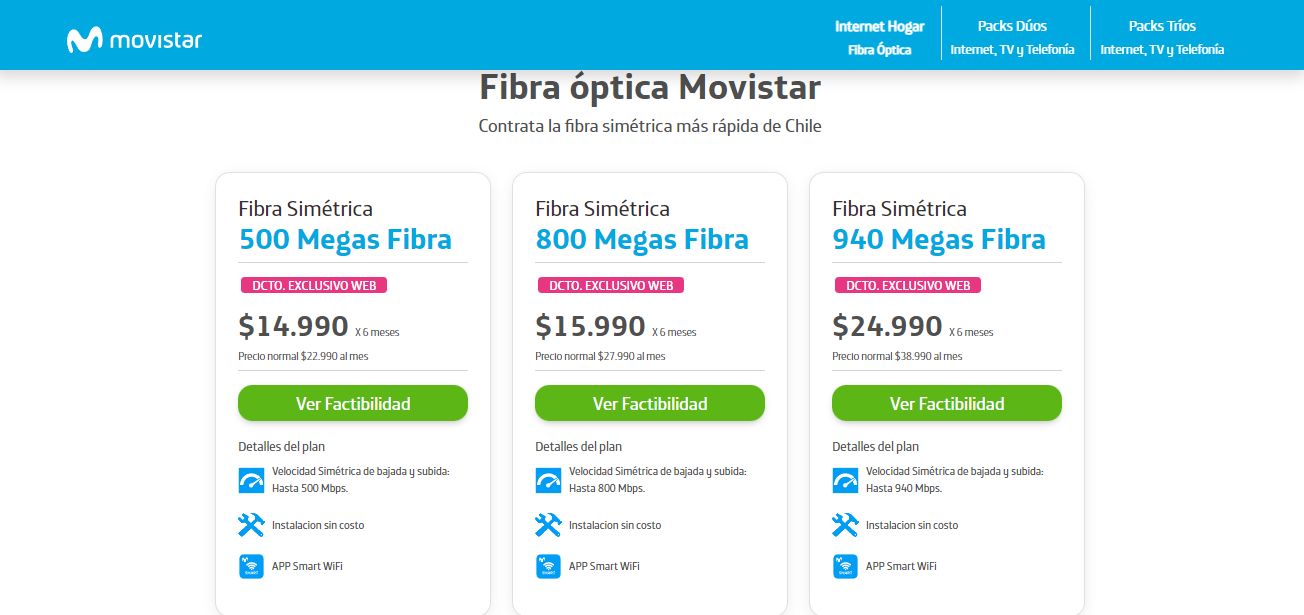 movistar
Internet Hogar
Fibra Óptica
Packs Dúos
Internet, TV y Telefonía
Packs Tríos
Internet, TV y Telefonía
Fibra óptica Movistar
Contrata la fibra simétrica más rápida de Chile
Fibra Simétrica
500 Megas Fibra
DCTO. EXCLUSIVO WEB
$14.990 X 6 meses
Precio normal $22.990 al mes
Ver Factibilidad
Detalles del plan
Velocidad Simétrica de bajada y subida:
Hasta 500 Mbps.
Instalacion sin costo
SMART
APP Smart WiFi
Fibra Simétrica
800 Megas Fibra
DCTO. EXCLUSIVO WEB
$15.990 X 6 meses
Precio normal $27.990 al mes
Ver Factibilidad
Detalles del plan
Velocidad Simétrica de bajada y subida:
Hasta 800 Mbps.
Instalacion sin costo
SMART
APP Smart WiFi
Fibra Simétrica
940 Megas Fibra
DCTO. EXCLUSIVO WEB
$24.990 X 6 meses
Precio normal $38.990 al mes
Ver Factibilidad
Detalles del plan
Velocidad Simétrica de bajada y subida:
Hasta 940 Mbps.
Instalacion sin costo
SMART
APP Smart WiFi